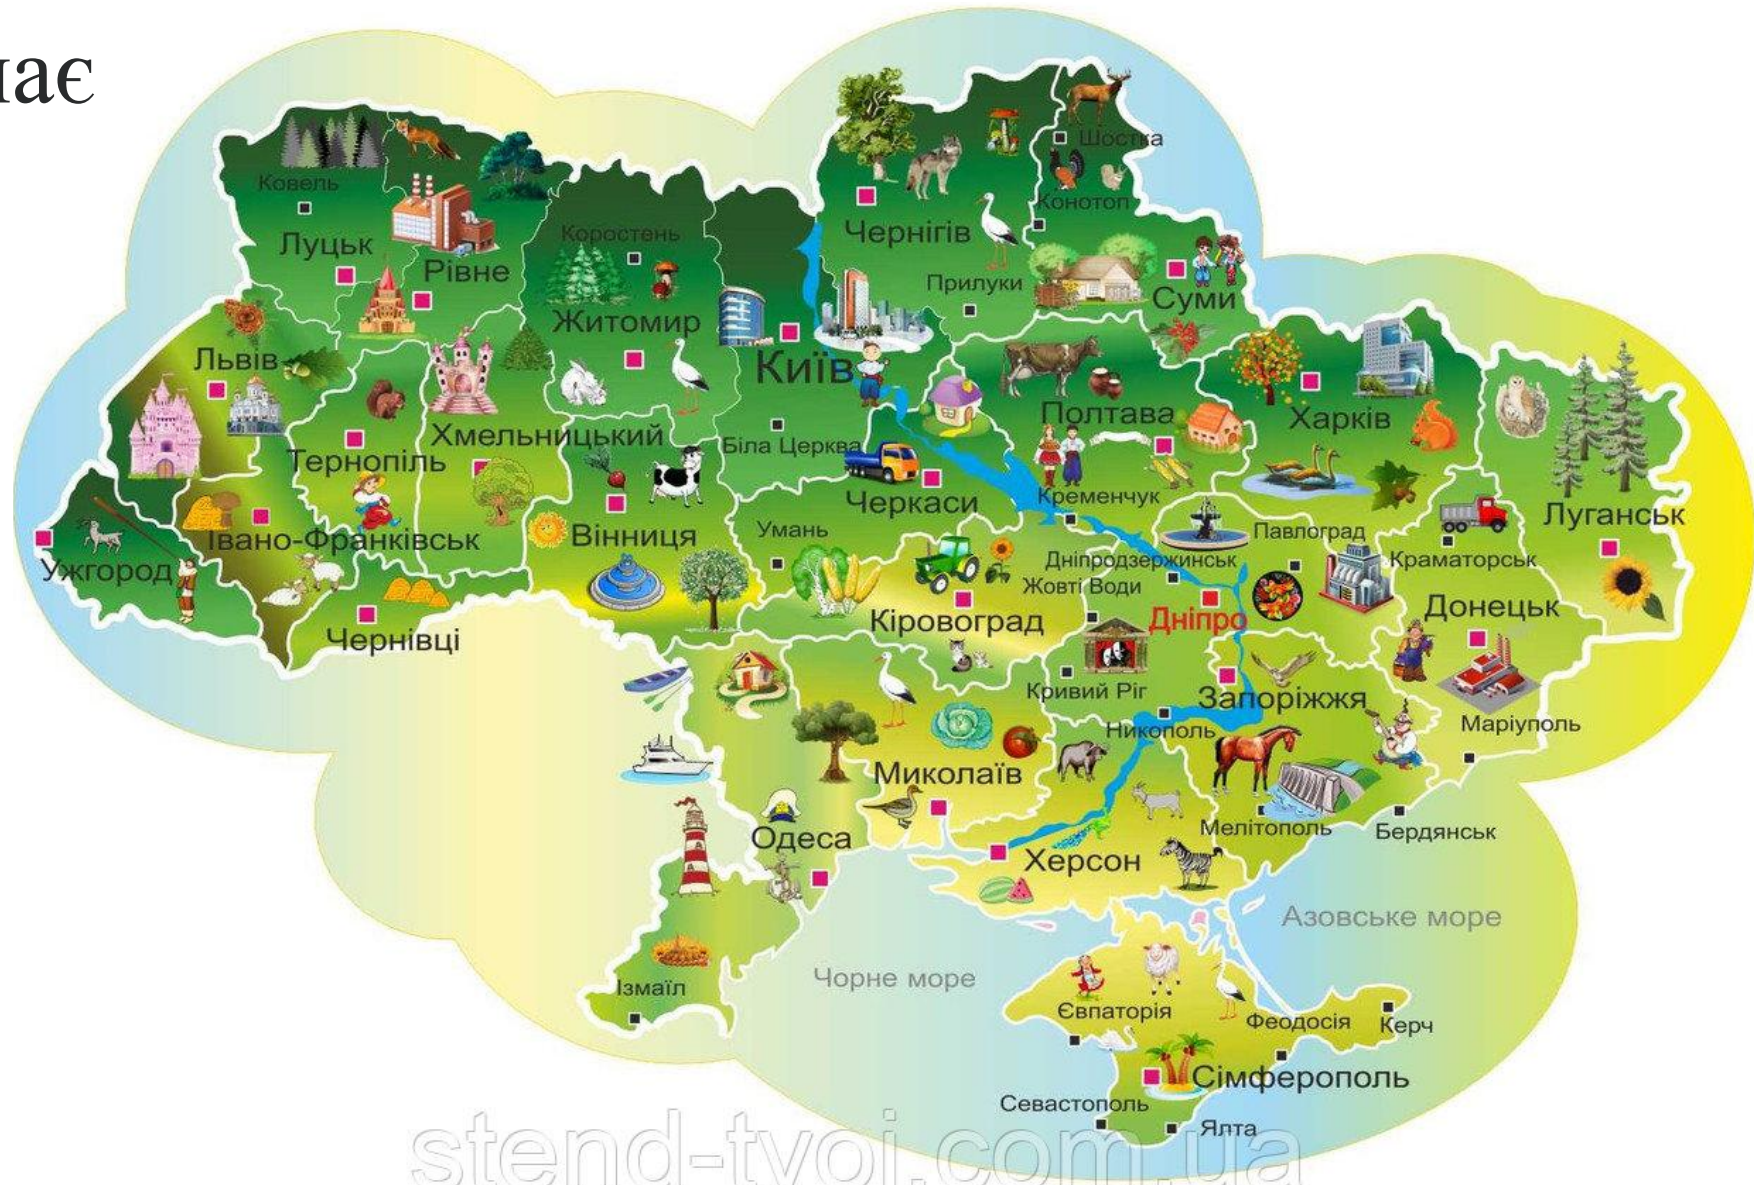 Шостка
Ковель
Конотоп
Луцьк
Коростень
Чернігів
Рівне
Прилуки
Суми
Житомир
Львів
Київ
Полтава
Харків
Хмельницький
Біла Церква
Тернопіль
Кременчук
Черкаси
Луганськ
Івано-Франківськ
Вінниця
Умань
Павлоград
Ужгород
Дніпродзержинськ
Краматорськ
Жовті Води
Донецьк
Чернівці
Кіровоград
Дніпро
Кривий Ріг
Запоріжжя
Никополь
Маріуполь
Миколаїв
Одеса
Мелітополь
Бердянськ
Херсон
Азовське море
Чорне море
Ізмаїл
Євпаторія
Феодосія
Керч
Сімферополь
Севастополь
Ялта
stend-tvoi.com.ua